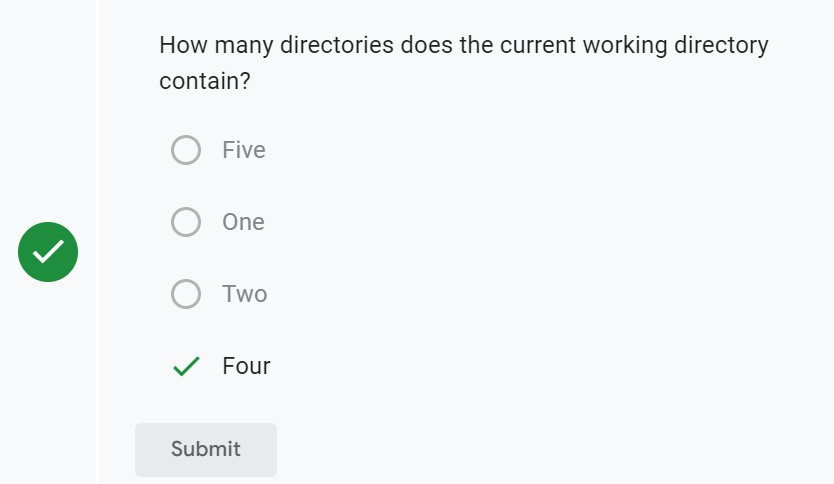 How many directories does the current working directory
contain?
Five
One
Two
Four
Submit